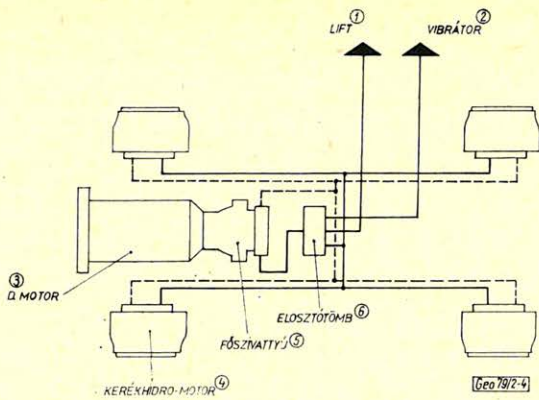 LIFT ①
VIBRÁTOR ②
③
D. MOTOR
ELOSZTÓTÖMB ⑥
FŐSZIVATTYÚ ⑤
KERÉKHIDRO-MOTOR ④
Geo 79/2-4